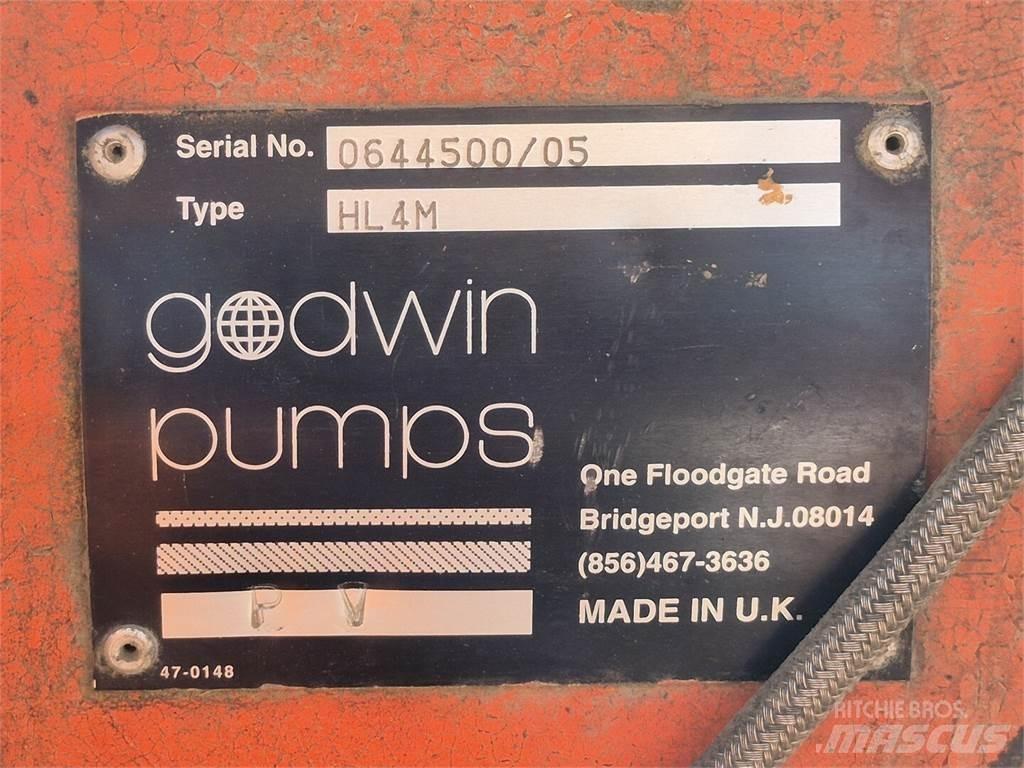 Serial No. 0644500/05
Type HL4M
godwin
pumps
One Floodgate Road
Bridgeport N.J.08014
(856)467-3636
MADE IN U.K.
P V
47-0148
RITCHIE BROS.
MASCUS